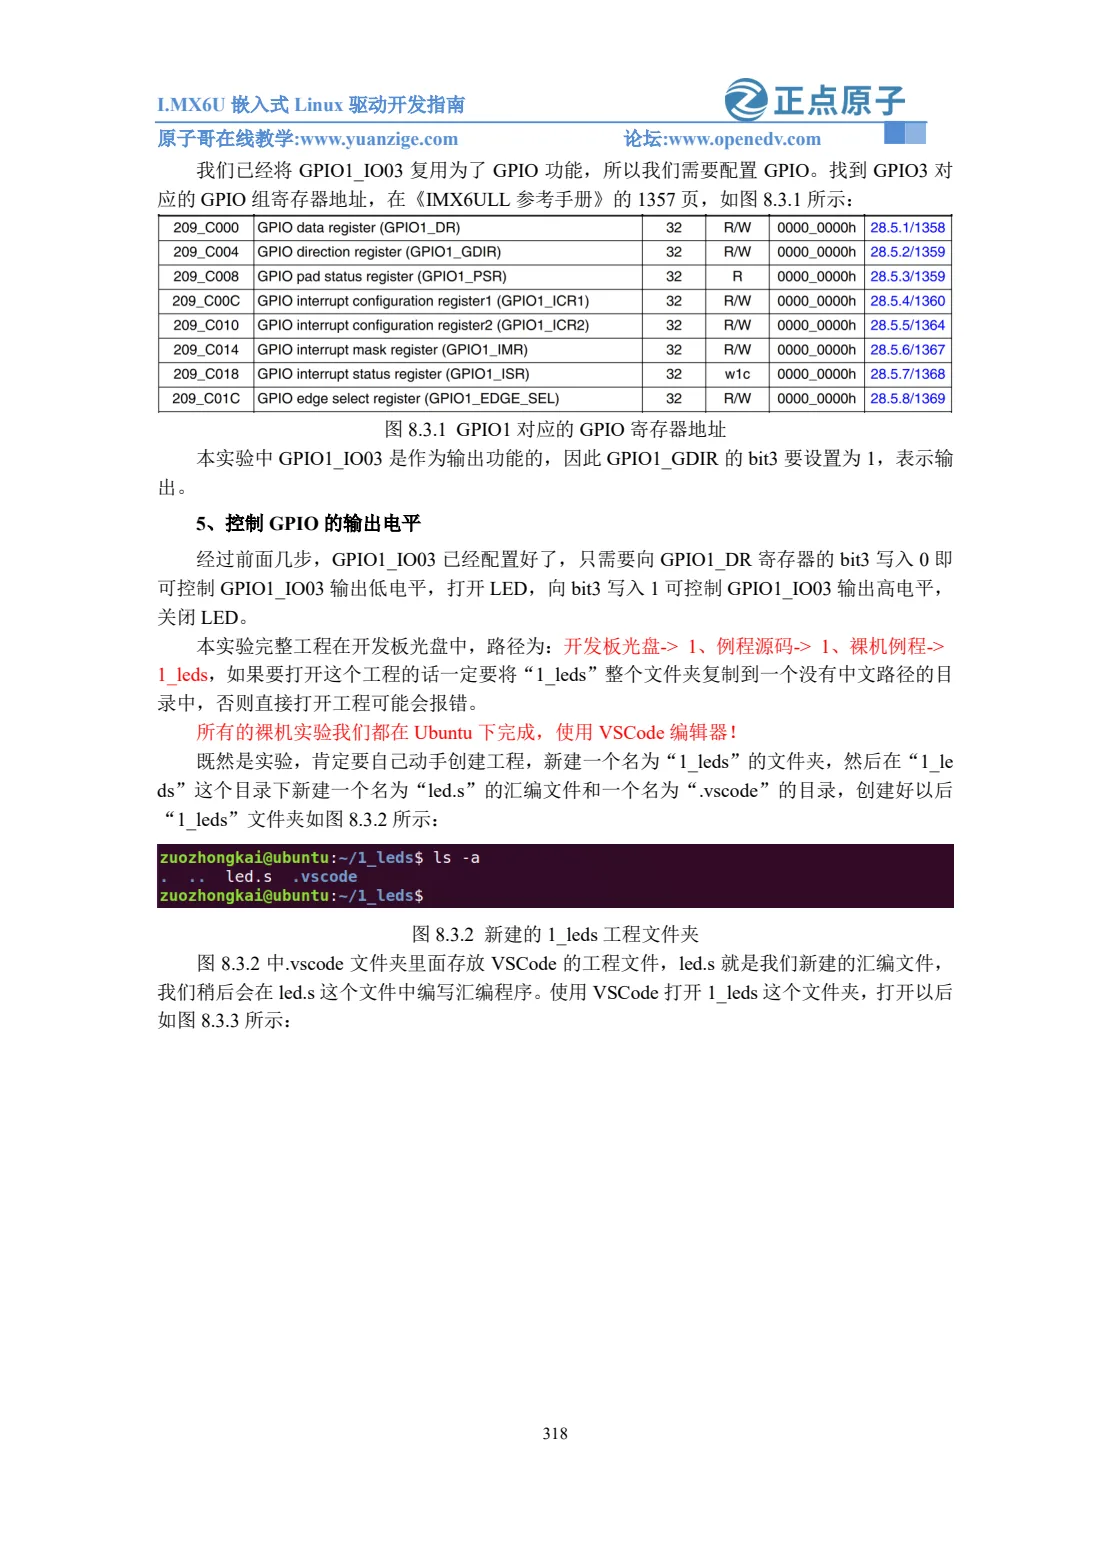 I.MX6U 嵌入式 Linux 驱动开发指南
正点原子
原子哥在线教学:www.yuanzige.com 论坛:www.openedv.com
我们已经将 GPIO1_IO03 复用为了 GPIO 功能，所以我们需要配置 GPIO。找到 GPIO3 对
应的 GPIO 组寄存器地址，在《IMX6ULL 参考手册》的 1357 页，如图 8.3.1 所示：
209_C000 GPIO data register (GPIO1_DR) 32 R/W 0000_0000h 28.5.1/1358
209_C004 GPIO direction register (GPIO1_GDIR) 32 R/W 0000_0000h 28.5.2/1359
209_C008 GPIO pad status register (GPIO1_PSR) 32 R 0000_0000h 28.5.3/1359
209_C00C GPIO interrupt configuration register1 (GPIO1_ICR1) 32 R/W 0000_0000h 28.5.4/1360
209_C010 GPIO interrupt configuration register2 (GPIO1_ICR2) 32 R/W 0000_0000h 28.5.5/1364
209_C014 GPIO interrupt mask register (GPIO1_IMR) 32 R/W 0000_0000h 28.5.6/1367
209_C018 GPIO interrupt status register (GPIO1_ISR) 32 w1c 0000_0000h 28.5.7/1368
209_C01C GPIO edge select register (GPIO1_EDGE_SEL) 32 R/W 0000_0000h 28.5.8/1369
图 8.3.1 GPIO1 对应的 GPIO 寄存器地址
本实验中 GPIO1_IO03 是作为输出功能的，因此 GPIO1_GDIR 的 bit3 要设置为 1，表示输
出。
5、控制 GPIO 的输出电平
经过前面几步，GPIO1_IO03 已经配置好了，只需要向 GPIO1_DR 寄存器的 bit3 写入 0 即
可控制 GPIO1_IO03 输出低电平，打开 LED，向 bit3 写入 1 可控制 GPIO1_IO03 输出高电平，
关闭 LED。
本实验完整工程在开发板光盘中，路径为：开发板光盘-> 1、例程源码-> 1、裸机例程->
1_leds，如果要打开这个工程的话一定要将“1_leds”整个文件夹复制到一个没有中文路径的目
录中，否则直接打开工程可能会报错。
所有的裸机实验我们都在 Ubuntu 下完成，使用 VSCode 编辑器！
既然是实验，肯定要自己动手创建工程，新建一个名为“1_leds”的文件夹，然后在“1_le
ds”这个目录下新建一个名为“led.s”的汇编文件和一个名为“.vscode”的目录，创建好以后
“1_leds”文件夹如图 8.3.2 所示：
zuozhongkai@ubuntu:~/1_leds$ ls -a
. .. led.s .vscode
zuozhongkai@ubuntu:~/1_leds$
图 8.3.2 新建的 1_leds 工程文件夹
图 8.3.2 中.vscode 文件夹里面存放 VSCode 的工程文件，led.s 就是我们新建的汇编文件，
我们稍后会在 led.s 这个文件中编写汇编程序。使用 VSCode 打开 1_leds 这个文件夹，打开以后
如图 8.3.3 所示：
318